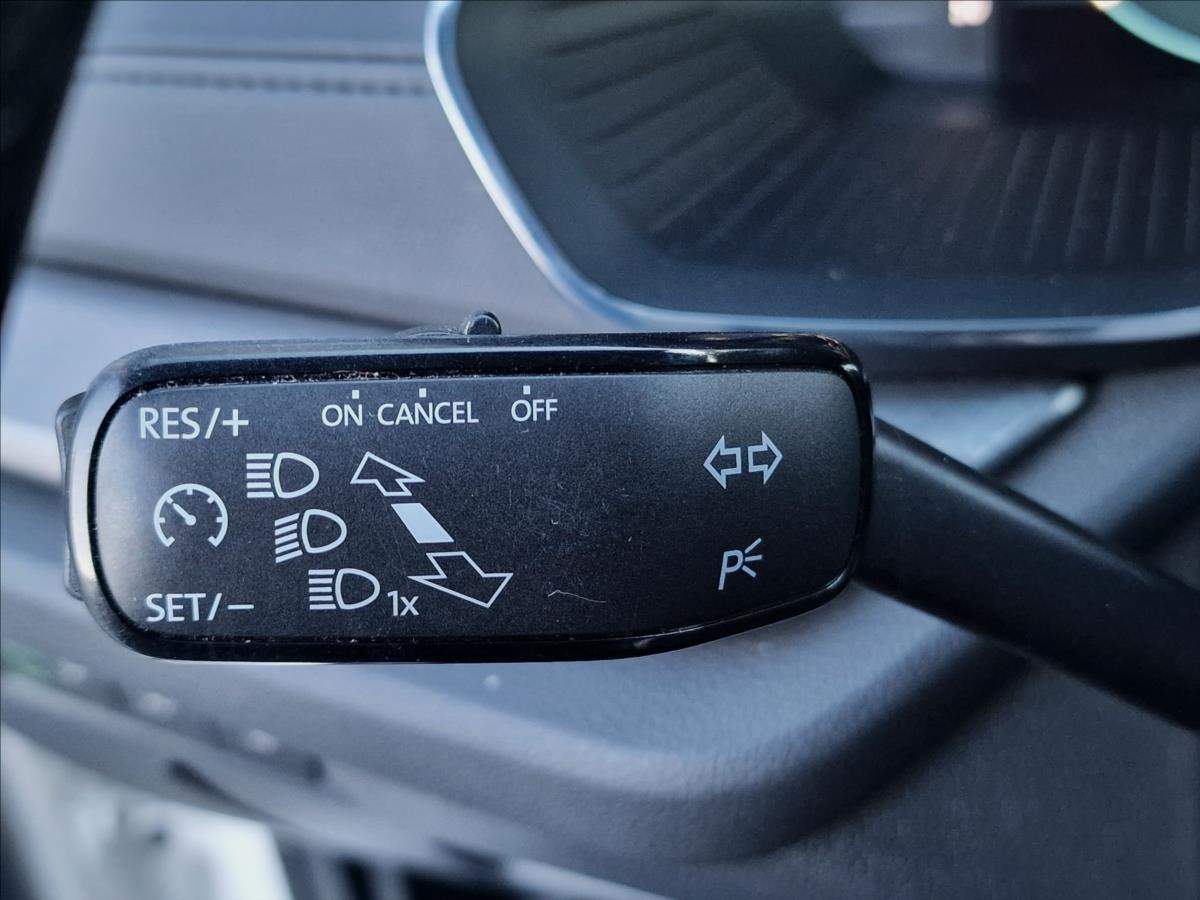 RES/+ ON CANCEL OFF
SET/− 1x P